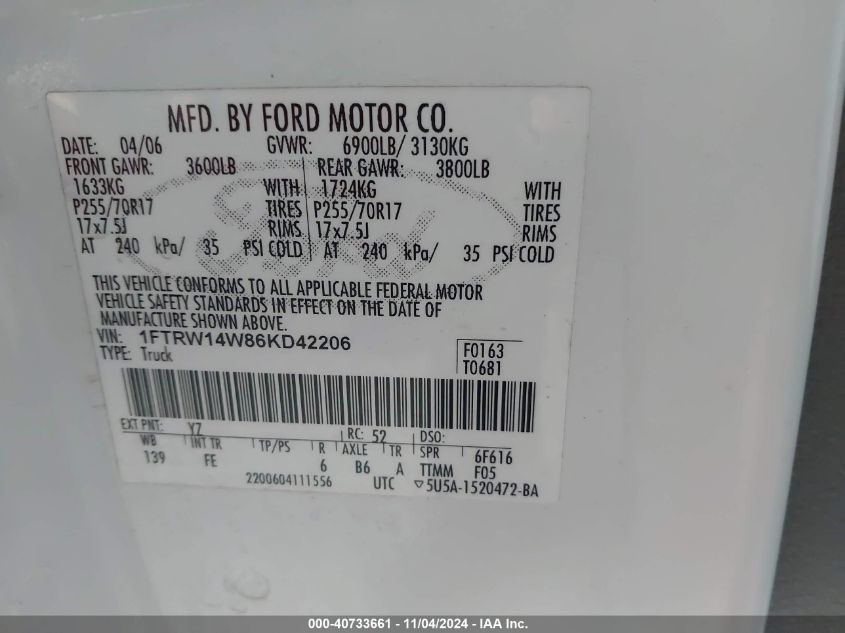 MFD. BY FORD MOTOR CO.
DATE: 04/06 GVWR: 6900LB/ 3130KG
FRONT GAWR: 3600LB REAR GAWR: 3800LB
1633KG WITH 1724KG WITH
P255/70R17 TIRES P255/70R17 TIRES
17x7.5J RIMS 17x7.5J RIMS
AT 240 kPa/ 35 PSI COLD AT 240 kPa/ 35 PSI COLD
THIS VEHICLE CONFORMS TO ALL APPLICABLE FEDERAL MOTOR
VEHICLE SAFETY STANDARDS IN EFFECT ON THE DATE OF
MANUFACTURE SHOWN ABOVE.
VIN: 1FTRW14W86KD42206
TYPE: Truck
F0163
T0681
EXT PNT: YZ RC: 52 DSO:
WB INT TR TP/PS R AXLE TR SPR 6F616
139 FE 6 B6 A TTMM F05
2200604111556 UTC ▽5U5A-1520472-BA
000-40733661 - 11/04/2024 - IAA Inc.